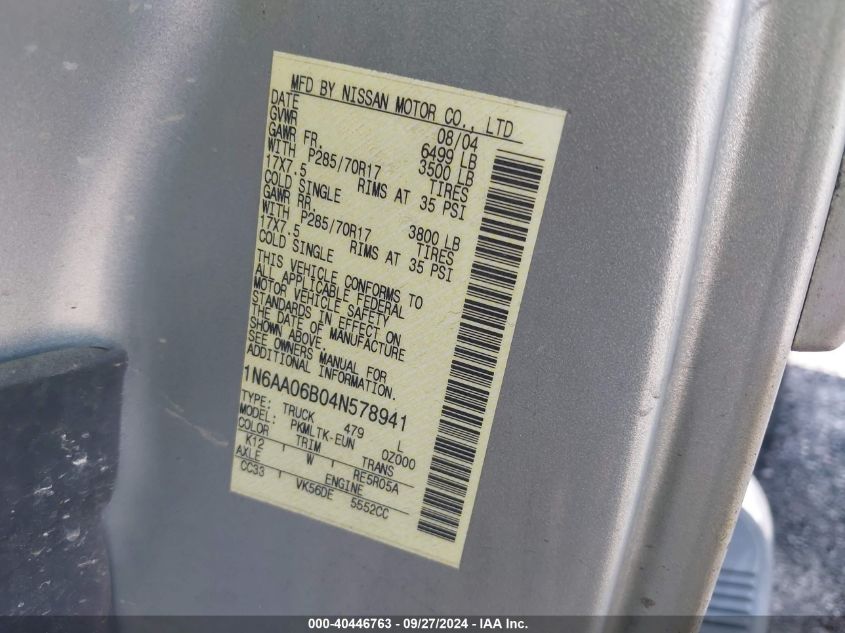 MFD BY NISSAN MOTOR CO., LTD
DATE 08/04
GVWR 6499 LB
GAWR FR. 3500 LB
WITH P285/70R17 TIRES
17X7.5 RIMS AT 35 PSI
COLD SINGLE
GAWR RR. 3800 LB
WITH P285/70R17 TIRES
17X7.5 RIMS AT 35 PSI
COLD SINGLE
THIS VEHICLE CONFORMS TO
ALL APPLICABLE FEDERAL
MOTOR VEHICLE SAFETY
STANDARDS IN EFFECT ON
THE DATE OF MANUFACTURE
SHOWN ABOVE.
SEE OWNERS MANUAL FOR
ADDITIONAL INFORMATION.
1N6AA06B04N578941
TYPE: TRUCK 479 L
MODEL: PKMLTK-EUN 0Z000
COLOR TRIM TRANS
K12 W RE5R05A
AXLE ENGINE
CC33 VK56DE 5552CC
000-40446763 - 09/27/2024 - IAA Inc.